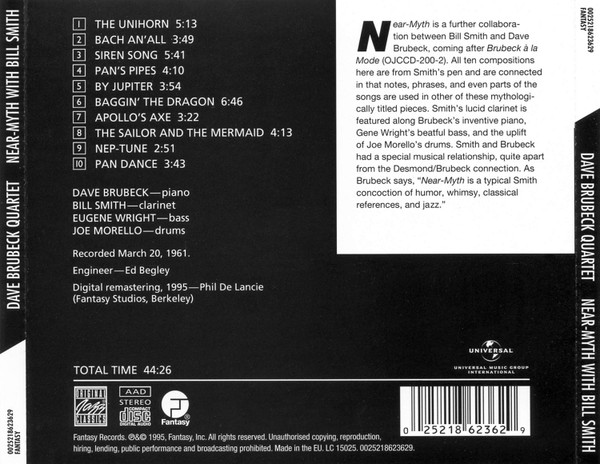 DAVE BRUBECK QUARTET NEAR-MYTH WITH BILL SMITH
0025218623629
FANTASY
1 THE UNIHORN 5:13
2 BACH AN'ALL 3:49
3 SIREN SONG 5:41
4 PAN'S PIPES 4:10
5 BY JUPITER 5:54
6 BAGGIN' THE DRAGON 6:46
7 APOLLO'S AXE 3:22
8 THE SAILOR AND THE MERMAID 4:13
9 NEP-TUNE 2:51
10 PAN DANCE 3:43
DAVE BRUBECK—piano
BILL SMITH—clarinet
EUGENE WRIGHT—bass
JOE MORELLO—drums
Recorded March 20, 1961.
Engineer—Ed Begley
Digital remastering, 1995—Phil De Lancie
(Fantasy Studios, Berkeley)
TOTAL TIME 44:26
Near-Myth is a further collabora-
tion between Bill Smith and Dave
Brubeck, coming after Brubeck à la
Mode (OJCCD-200-2). All ten compositions
here are from Smith's pen and are connected
in that notes, phrases, and even parts of the
songs are used in other of these mythologi-
cally titled pieces. Smith's lucid clarinet is
featured along Brubeck's inventive piano,
Gene Wright's beatful bass, and the uplift
of Joe Morello's drums. Smith and Brubeck
had a special musical relationship, quite apart
from the Desmond/Brubeck connection. As
Brubeck says, "Near-Myth is a typical Smith
concoction of humor, whimsy, classical
references, and jazz."
UNIVERSAL
UNIVERSAL MUSIC GROUP
INTERNATIONAL
ORIGINAL
Jazz
CLASSICS
AAD
STEREO
COMPACT
disc
DIGITAL AUDIO
Fantasy
0 25218 62362 9
Fantasy Records. ℗&© 1995, Fantasy, Inc. All rights reserved. Unauthorised copying, reproduction,
hiring, lending, public performance and broadcasting prohibited. Made in the EU. LC 15025. 0025218623629.
0025218623629
FANTASY
DAVE BRUBECK QUARTET NEAR-MYTH WITH BILL SMITH